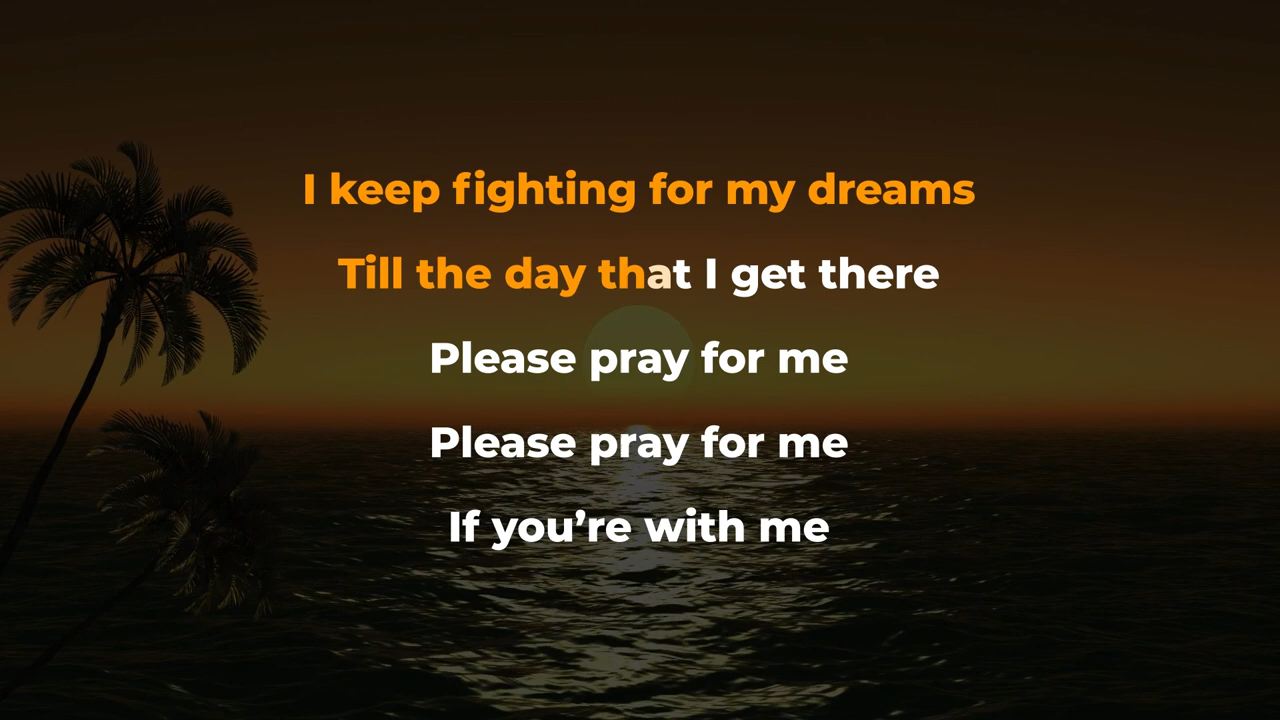 I keep fighting for my dreams
Till the day that I get there
Please pray for me
Please pray for me
If you’re with me